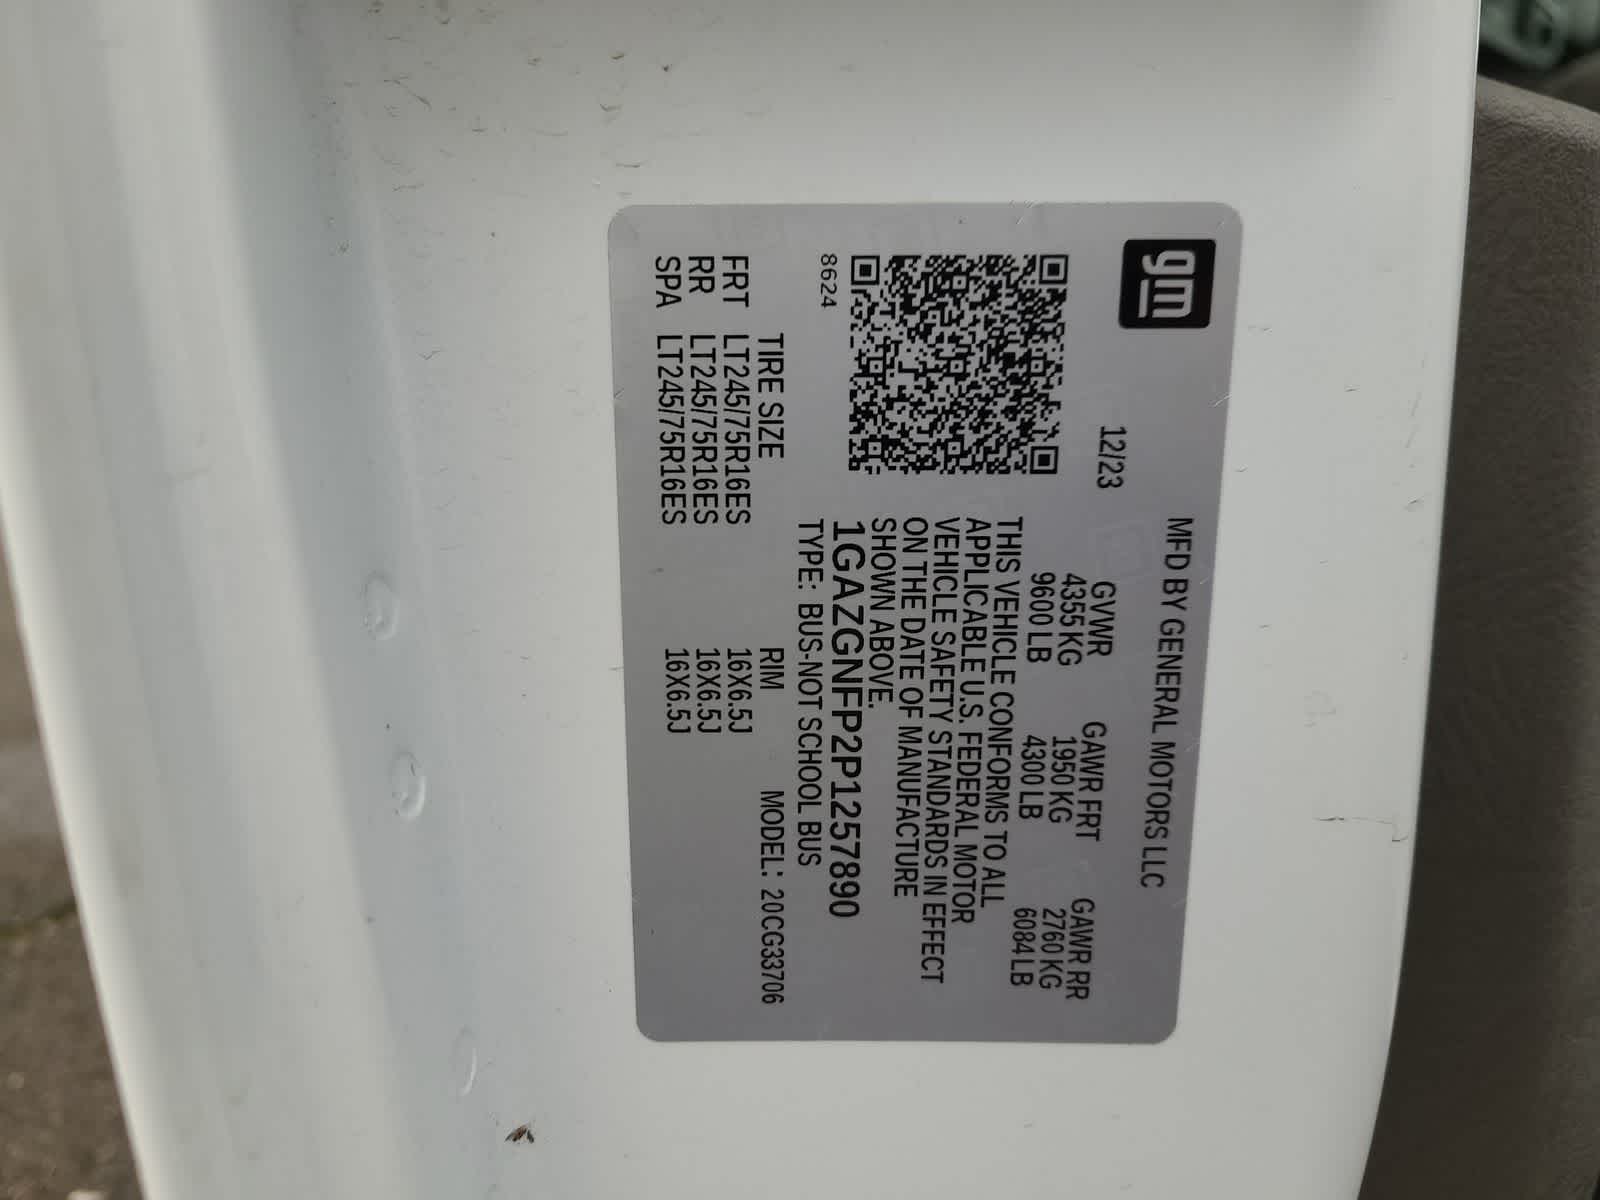 gm
MFD BY GENERAL MOTORS LLC
12/23
GVWR GAWR FRT GAWR RR
4355 KG 1950 KG 2760 KG
9600 LB 4300 LB 6084 LB
THIS VEHICLE CONFORMS TO ALL
APPLICABLE U.S. FEDERAL MOTOR
VEHICLE SAFETY STANDARDS IN EFFECT
ON THE DATE OF MANUFACTURE
SHOWN ABOVE.
8624
1GAZGNFP2P1257890
TYPE: BUS-NOT SCHOOL BUS
TIRE SIZE RIM MODEL: 20CG33706
FRT LT245/75R16ES 16X6.5J
RR LT245/75R16ES 16X6.5J
SPA LT245/75R16ES 16X6.5J